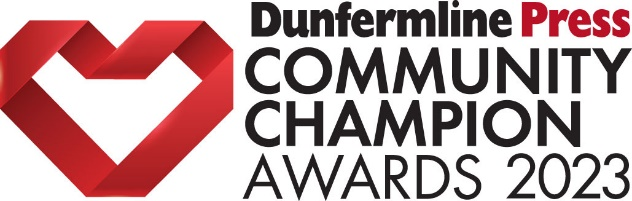 Dunfermline Press
COMMUNITY
CHAMPION
AWARDS 2023